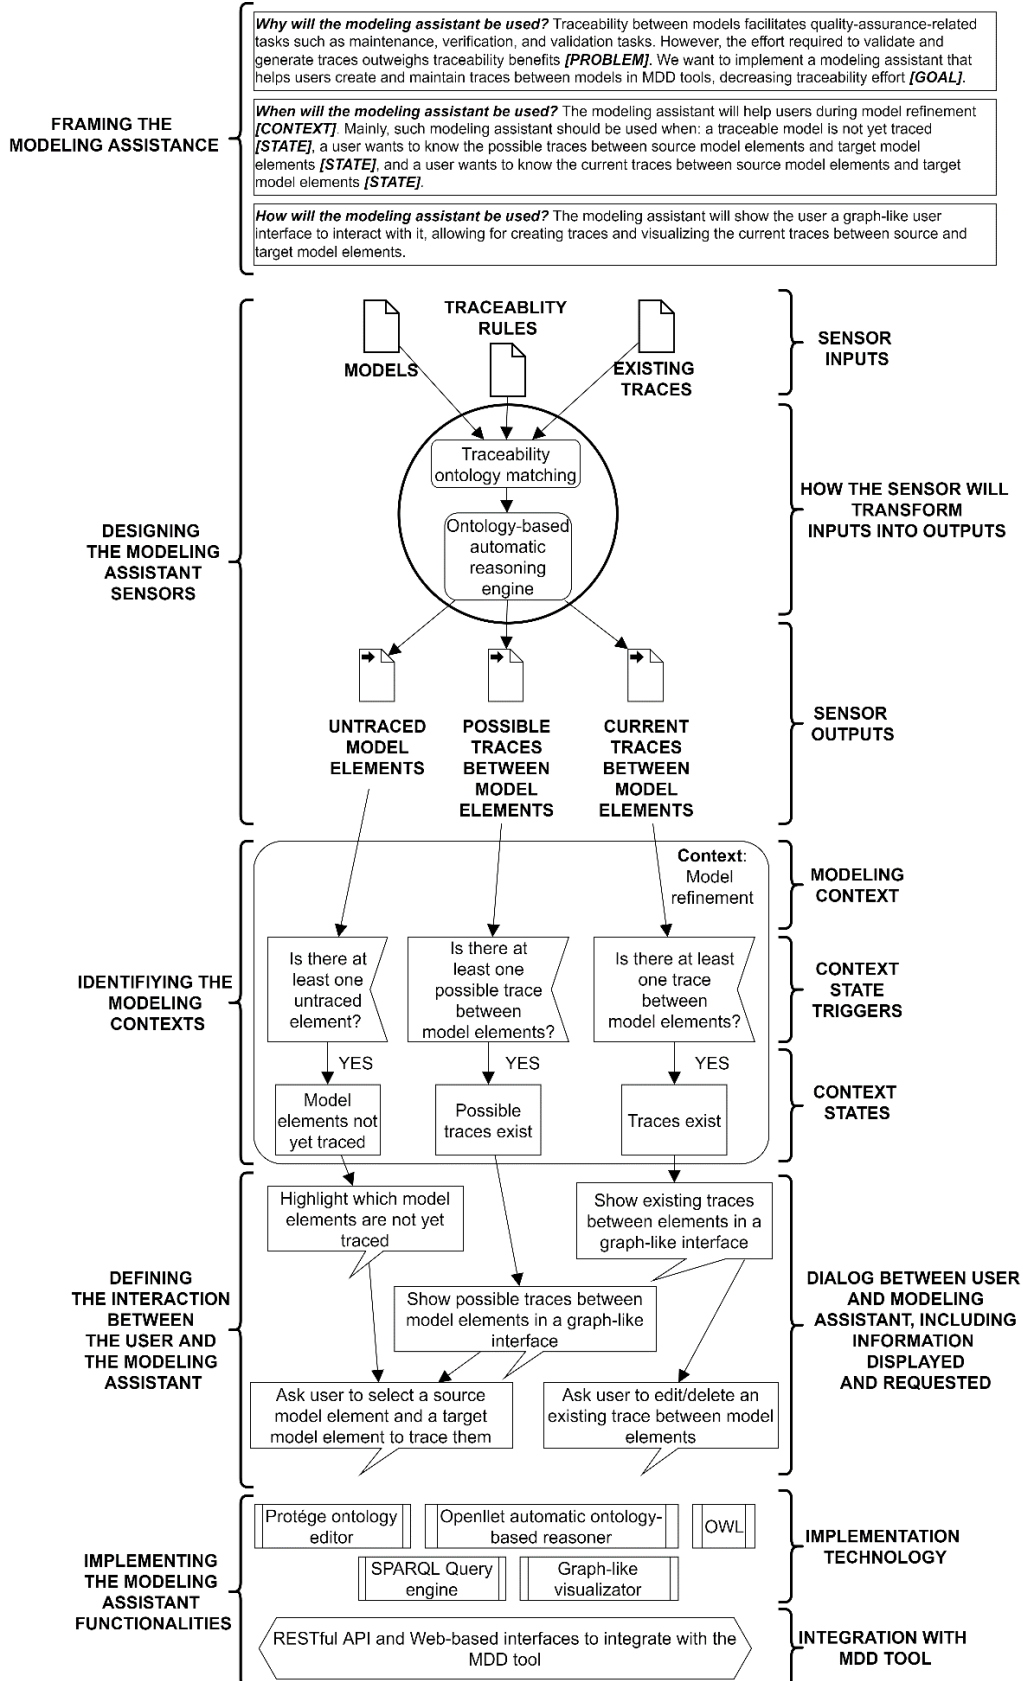 Why will the modeling assistant be used? Traceability between models facilitates quality-assurance-related
tasks such as maintenance, verification, and validation tasks. However, the effort required to validate and
generate traces outweighs traceability benefits [PROBLEM]. We want to implement a modeling assistant that
helps users create and maintain traces between models in MDD tools, decreasing traceability effort [GOAL].
FRAMING THE
MODELING ASSISTANCE
When will the modeling assistant be used? The modeling assistant will help users during model refinement
[CONTEXT]. Mainly, such modeling assistant should be used when: a traceable model is not yet traced
[STATE], a user wants to know the possible traces between source model elements and target model
elements [STATE], and a user wants to know the current traces between source model elements and target
model elements [STATE].
How will the modeling assistant be used? The modeling assistant will show the user a graph-like user
interface to interact with it, allowing for creating traces and visualizing the current traces between source and
target model elements.
DESIGNING
THE MODELING
ASSISTANT
SENSORS
MODELS
TRACEABLITY
RULES
EXISTING
TRACES
SENSOR
INPUTS
Traceability
ontology matching
Ontology-based
automatic
reasoning
engine
HOW THE SENSOR WILL
TRANSFORM
INPUTS INTO OUTPUTS
UNTRACED
MODEL
ELEMENTS
POSSIBLE
TRACES
BETWEEN
MODEL
ELEMENTS
CURRENT
TRACES
BETWEEN
MODEL
ELEMENTS
SENSOR
OUTPUTS
IDENTIFIYING THE
MODELING
CONTEXTS
Context:
Model
refinement
MODELING
CONTEXT
Is there at
least one
untraced
element?
Is there at
least one
possible trace
between
model elements?
Is there at least
one trace
between
model elements?
CONTEXT
STATE
TRIGGERS
YES
YES
YES
Model
elements not
yet traced
Possible
traces exist
Traces exist
CONTEXT
STATES
DEFINING
THE INTERACTION
BETWEEN
THE USER AND
THE MODELING
ASSISTANT
Highlight which model
elements are not yet
traced
Show existing traces
between elements in a
graph-like interface
Show possible traces between
model elements in a graph-like
interface
Ask user to select a source
model element and a target
model element to trace them
Ask user to edit/delete an
existing trace between model
elements
DIALOG BETWEEN USER
AND MODELING
ASSISTANT, INCLUDING
INFORMATION
DISPLAYED
AND REQUESTED
IMPLEMENTING
THE MODELING
ASSISTANT
FUNCTIONALITIES
Protége ontology
editor
Openllet automatic ontology-
based reasoner
OWL
SPARQL Query
engine
Graph-like
visualizator
IMPLEMENTATION
TECHNOLOGY
RESTful API and Web-based interfaces to integrate with the
MDD tool
INTEGRATION WITH
MDD TOOL